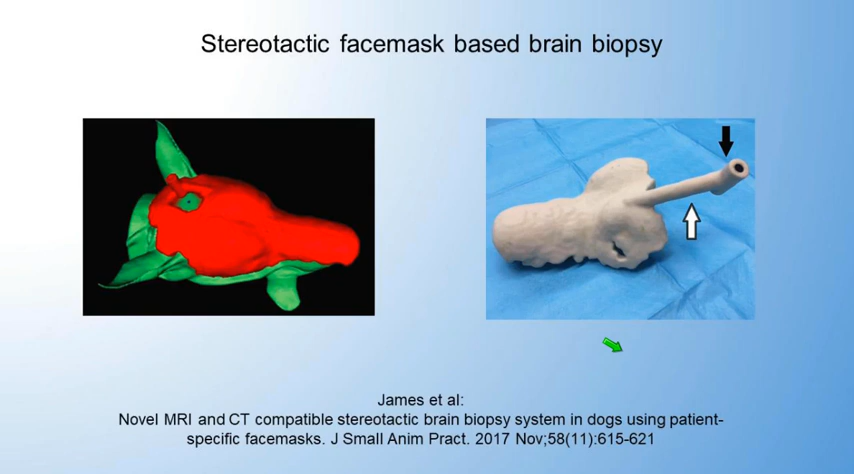 Stereotactic facemask based brain biopsy
James et al:
Novel MRI and CT compatible stereotactic brain biopsy system in dogs using patient-
specific facemasks. J Small Anim Pract. 2017 Nov;58(11):615-621